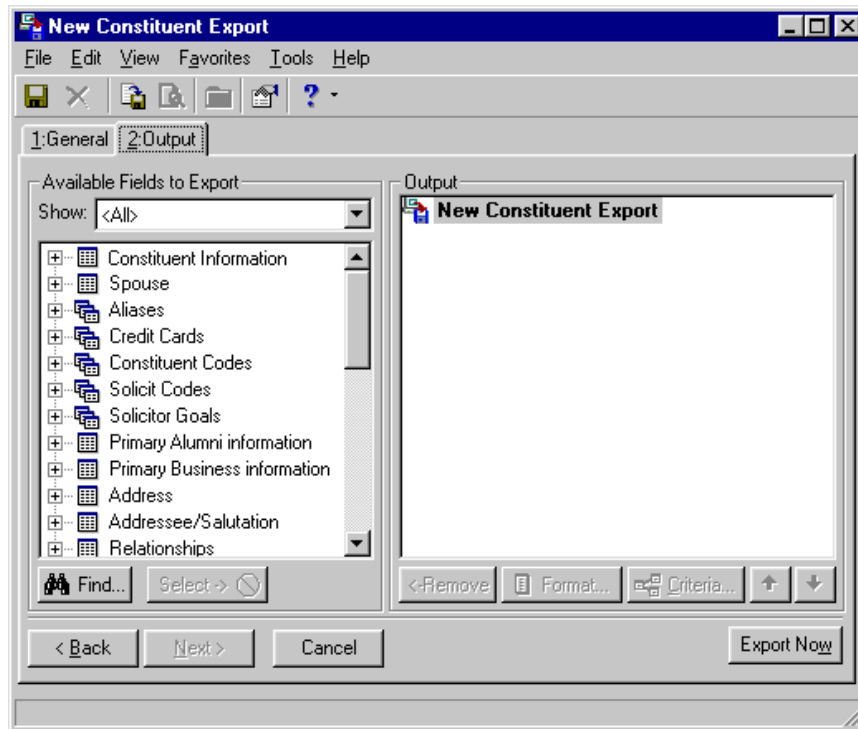 New Constituent Export
File Edit View Favorites Tools Help
?
1:General 2:Output
Available Fields to Export
Show: <All>
Constituent Information
Spouse
Aliases
Credit Cards
Constituent Codes
Solicit Codes
Solicitor Goals
Primary Alumni information
Primary Business information
Address
Addressee/Salutation
Relationships
Find... Select ->
Output
New Constituent Export
<-Remove Format... Criteria...
< Back Next > Cancel Export Now